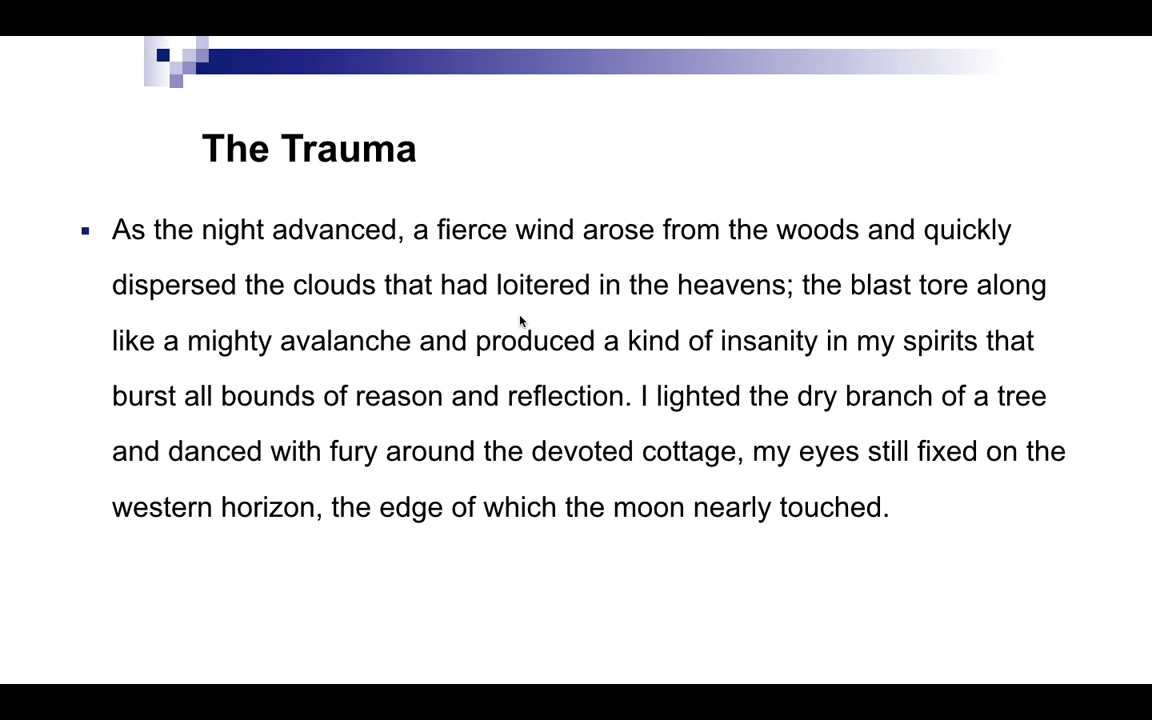 The Trauma
As the night advanced, a fierce wind arose from the woods and quickly
dispersed the clouds that had loitered in the heavens; the blast tore along
like a mighty avalanche and produced a kind of insanity in my spirits that
burst all bounds of reason and reflection. I lighted the dry branch of a tree
and danced with fury around the devoted cottage, my eyes still fixed on the
western horizon, the edge of which the moon nearly touched.